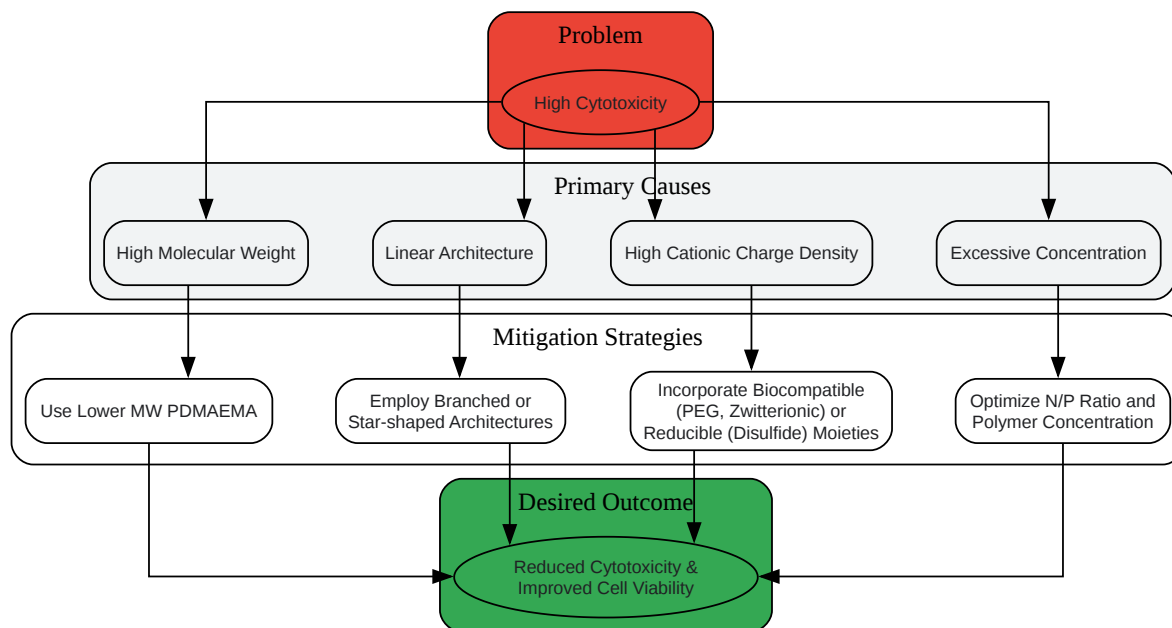 Problem
High Cytotoxicity
Primary Causes
High Molecular Weight
Linear Architecture
High Cationic Charge Density
Excessive Concentration
Mitigation Strategies
Use Lower MW PDMAEMA
Employ Branched or
Star-shaped Architectures
Incorporate Biocompatible
(PEG, Zwitterionic) or
Reducible (Disulfide) Moieties
Optimize N/P Ratio and
Polymer Concentration
Desired Outcome
Reduced Cytotoxicity &
Improved Cell Viability